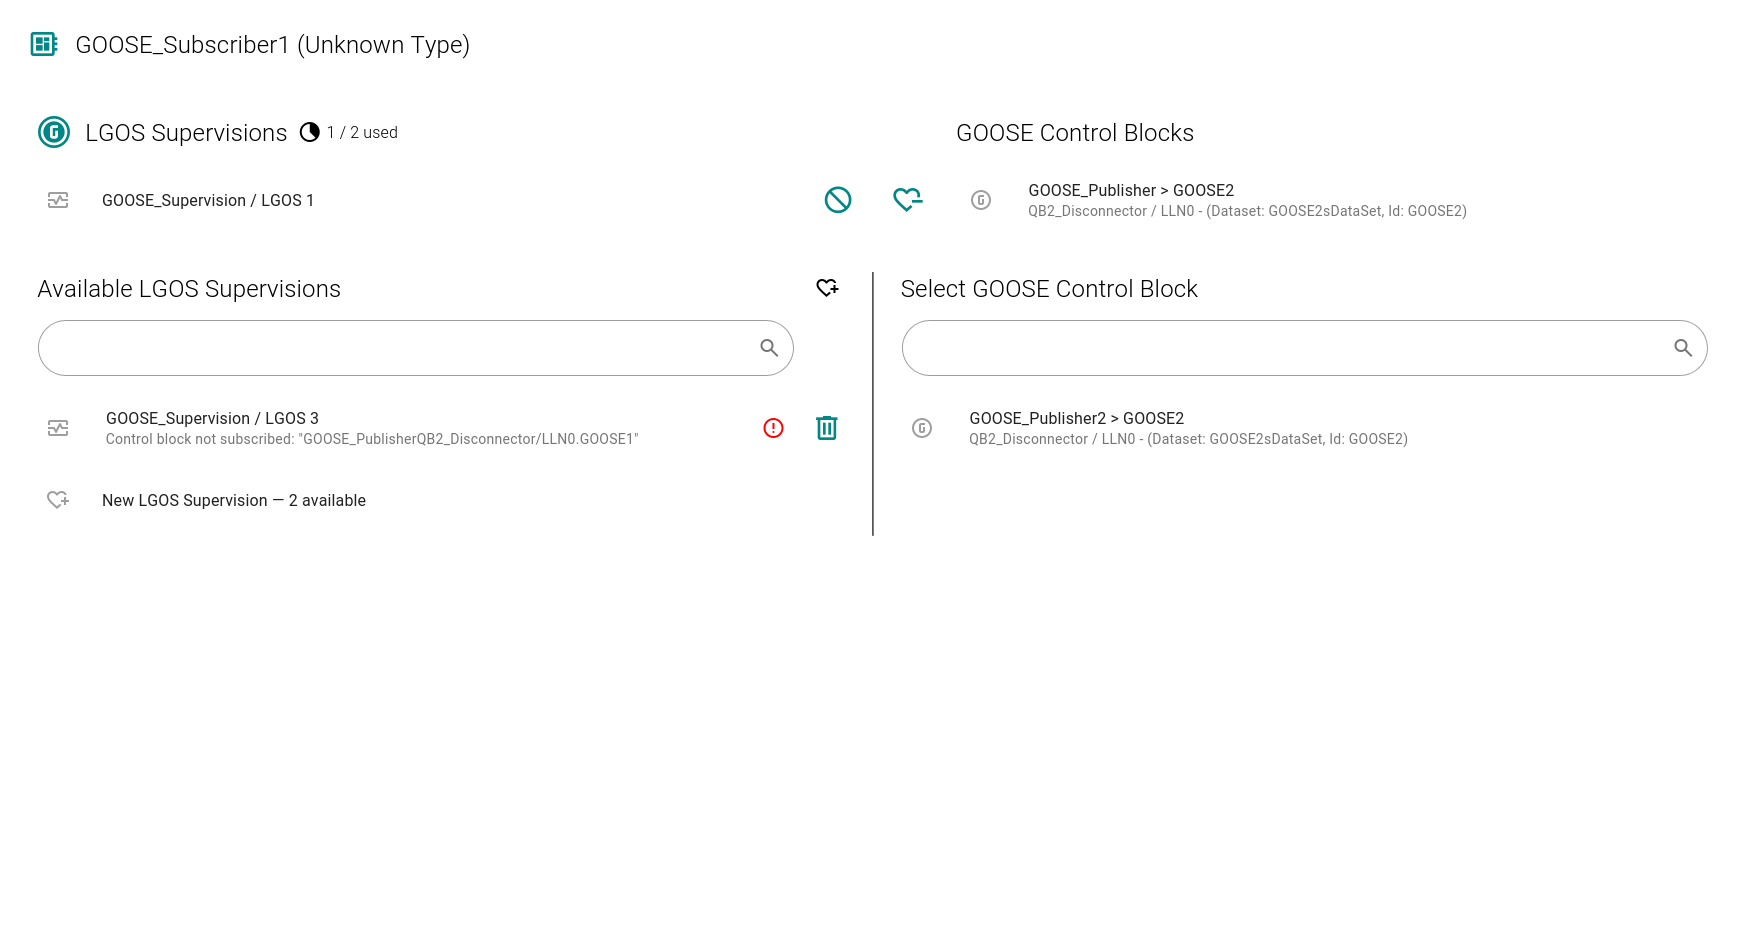 GOOSE_Subscriber1 (Unknown Type)
LGOS Supervisions 1 / 2 used
GOOSE Control Blocks
GOOSE_Supervision / LGOS 1
GOOSE_Publisher > GOOSE2
QB2_Disconnector / LLN0 - (Dataset: GOOSE2sDataSet, Id: GOOSE2)
Available LGOS Supervisions
GOOSE_Supervision / LGOS 3
Control block not subscribed: "GOOSE_PublisherQB2_Disconnector/LLN0.GOOSE1"
New LGOS Supervision — 2 available
Select GOOSE Control Block
GOOSE_Publisher2 > GOOSE2
QB2_Disconnector / LLN0 - (Dataset: GOOSE2sDataSet, Id: GOOSE2)